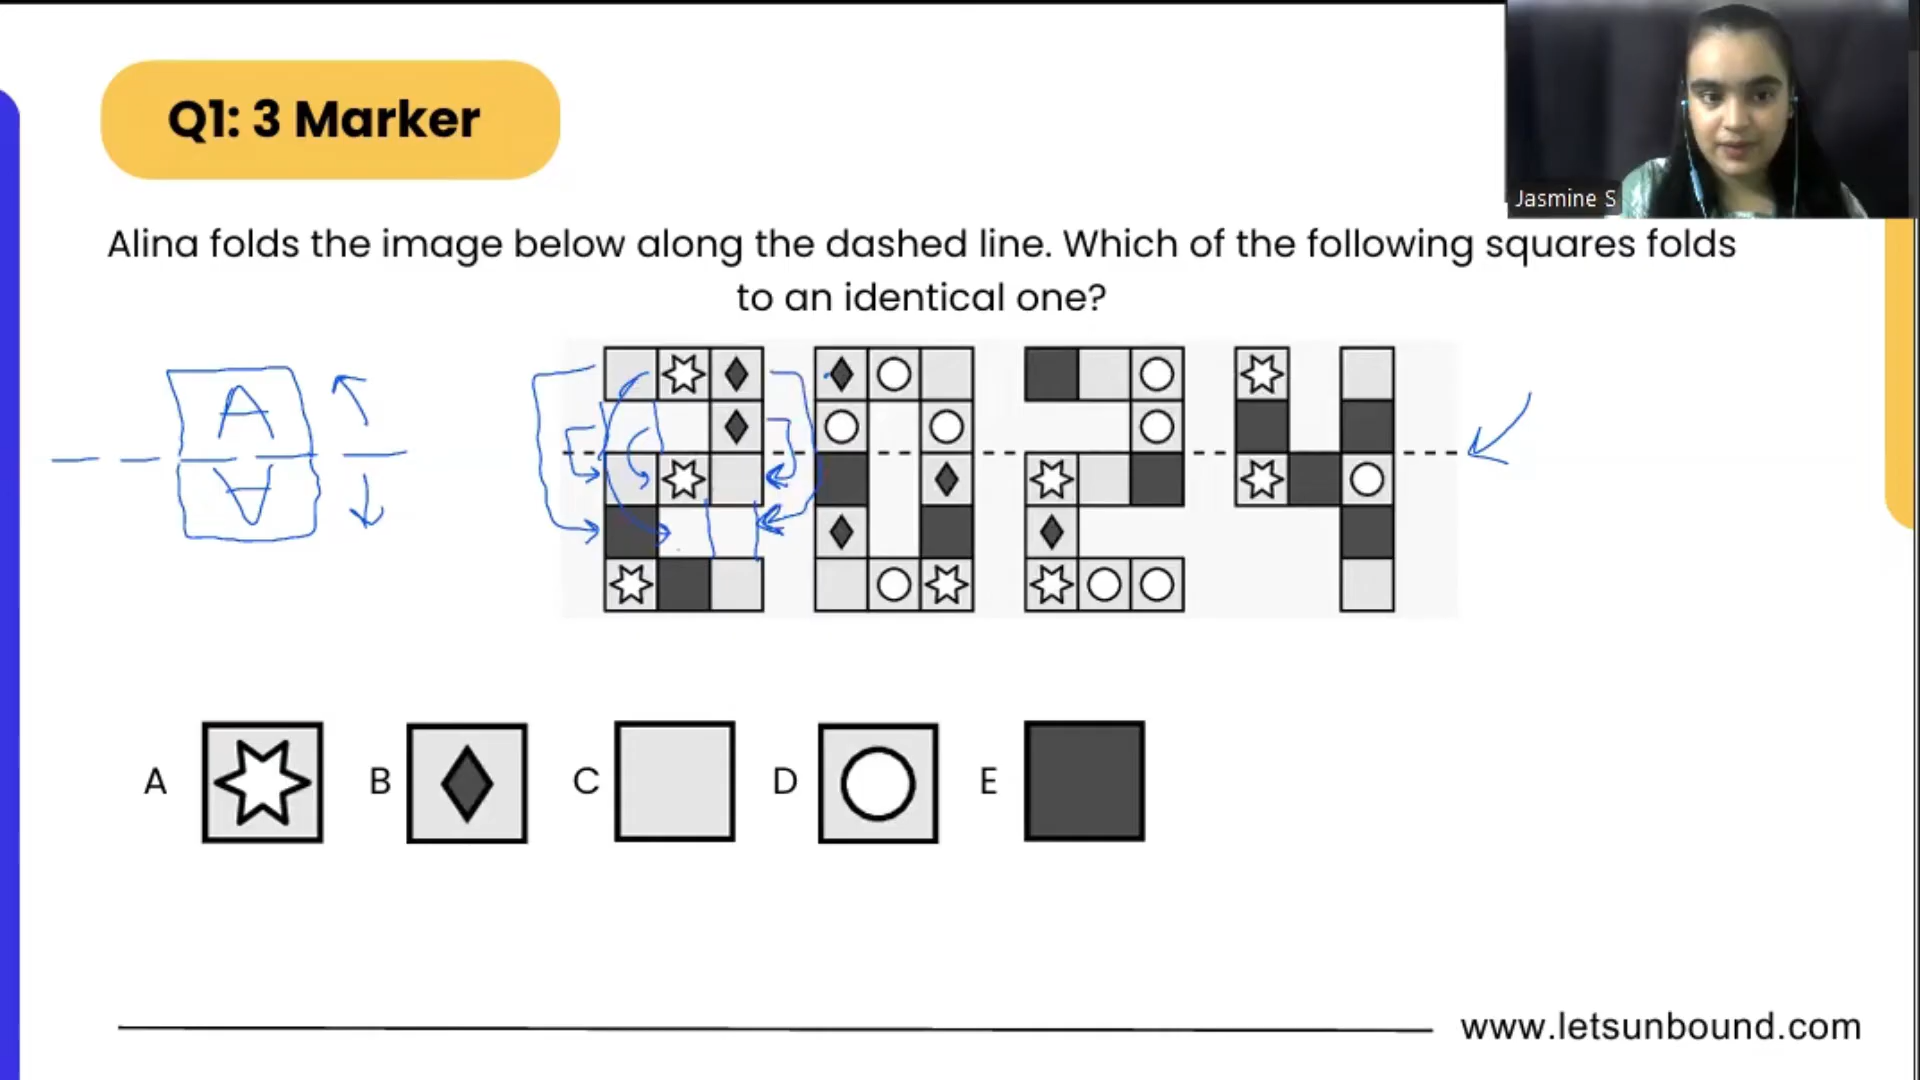 Q1: 3 Marker
Jasmine S
Alina folds the image below along the dashed line. Which of the following squares folds
to an identical one?
A
A
A B C D E
www.letsunbound.com